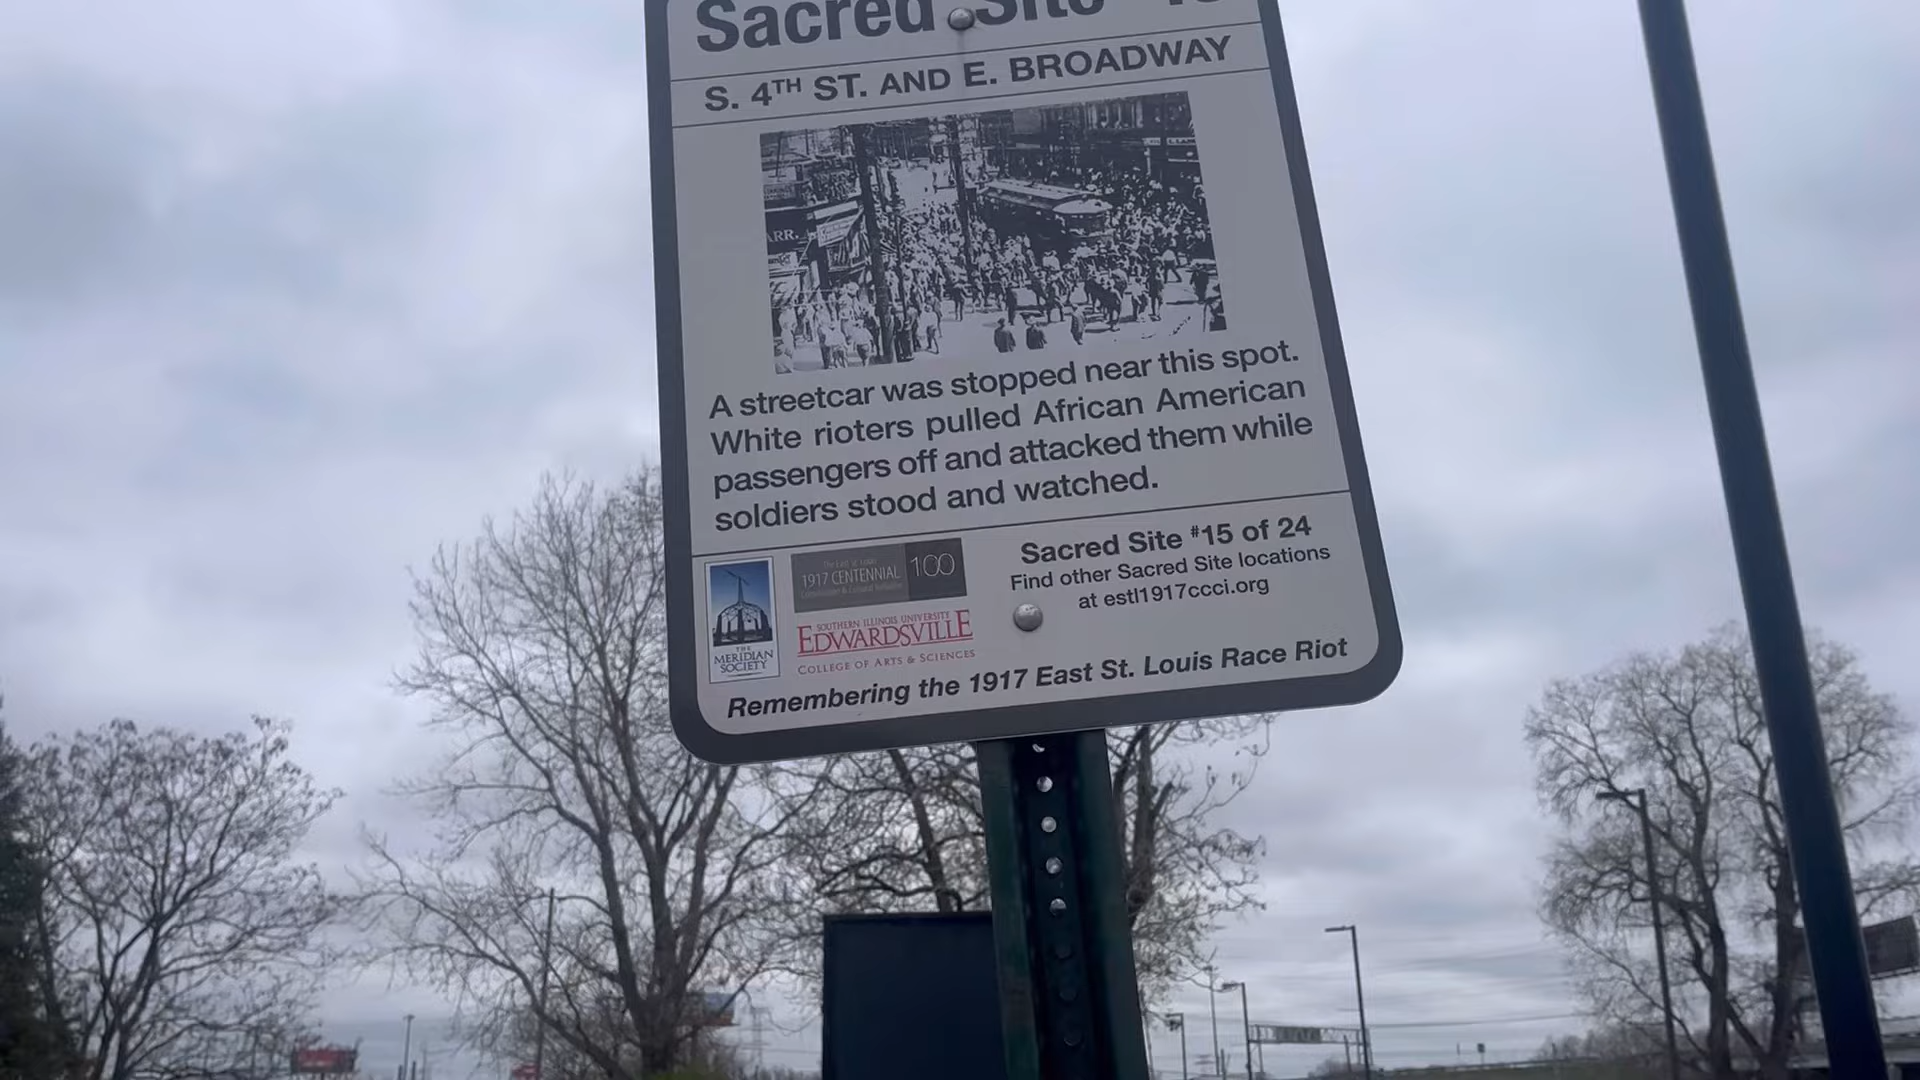 Sacred Site
S. 4TH ST. AND E. BROADWAY
ARR.
A streetcar was stopped near this spot.
White rioters pulled African American
passengers off and attacked them while
soldiers stood and watched.
Sacred Site #15 of 24
Find other Sacred Site locations
at estl1917ccci.org
1917 CENTENNIAL 100
SOUTHERN ILLINOIS UNIVERSITY
EDWARDSVILLE
COLLEGE OF ARTS & SCIENCES
THE
MERIDIAN
SOCIETY
Remembering the 1917 East St. Louis Race Riot